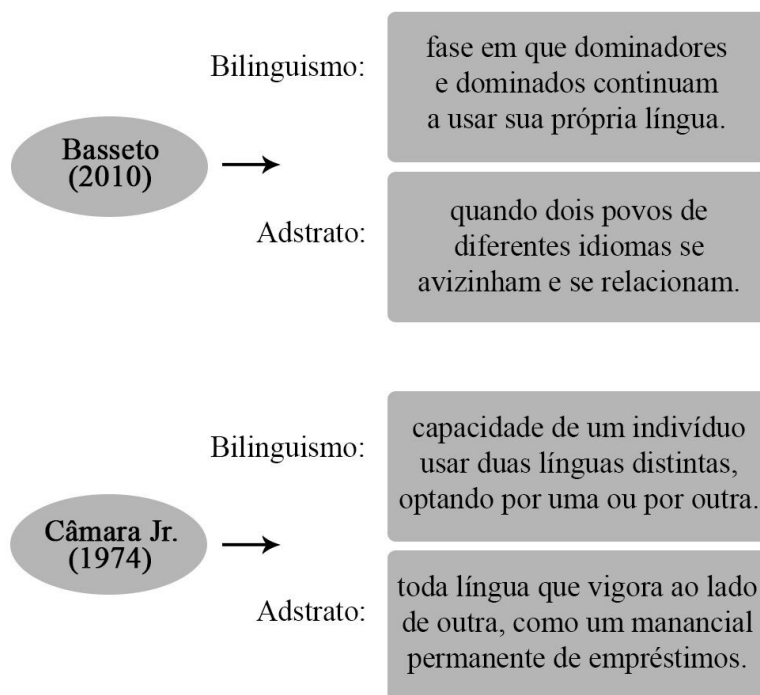 Basseto
(2010)
Bilinguismo:
fase em que dominadores
e dominados continuam
a usar sua própria língua.
Adstrato:
quando dois povos de
diferentes idiomas se
avizinham e se relacionam.
Câmara Jr.
(1974)
Bilinguismo:
capacidade de um indivíduo
usar duas línguas distintas,
optando por uma ou por outra.
Adstrato:
toda língua que vigora ao lado
de outra, como um manancial
permanente de empréstimos.